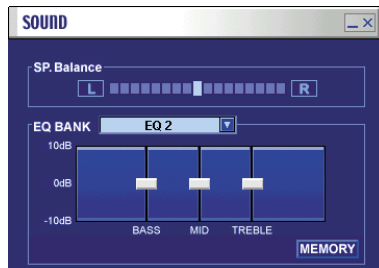 SOUND
SP. Balance
L R
EQ BANK EQ 2
10dB
0dB
-10dB
BASS MID TREBLE
MEMORY